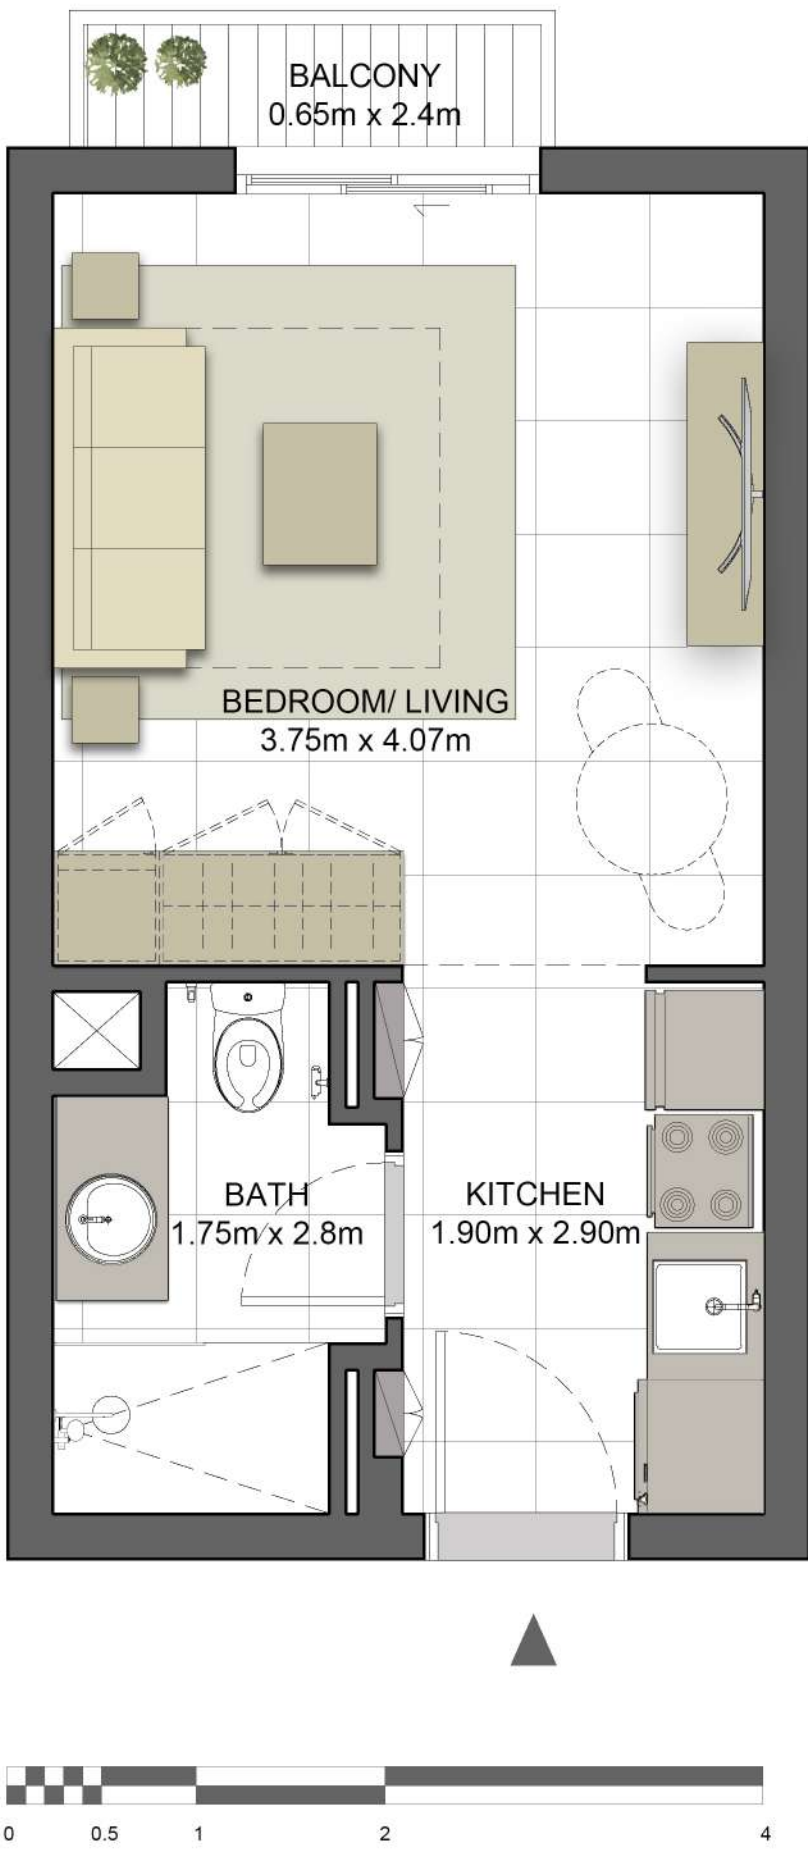 BALCONY
0.65m x 2.4m
BEDROOM/ LIVING
3.75m x 4.07m
BATH
1.75m x 2.8m
KITCHEN
1.90m x 2.90m
0 0.5 1 2 4